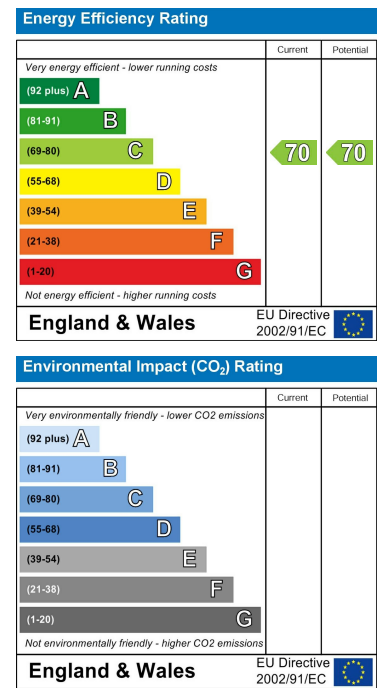 Energy Efficiency Rating
Current Potential
Very energy efficient - lower running costs
(92 plus) A
(81-91) B
(69-80) C 70 70
(55-68) D
(39-54) E
(21-38) F
(1-20) G
Not energy efficient - higher running costs
England & Wales
EU Directive
2002/91/EC
Environmental Impact (CO₂) Rating
Current Potential
Very environmentally friendly - lower CO2 emissions
(92 plus) A
(81-91) B
(69-80) C
(55-68) D
(39-54) E
(21-38) F
(1-20) G
Not environmentally friendly - higher CO2 emissions
England & Wales
EU Directive
2002/91/EC